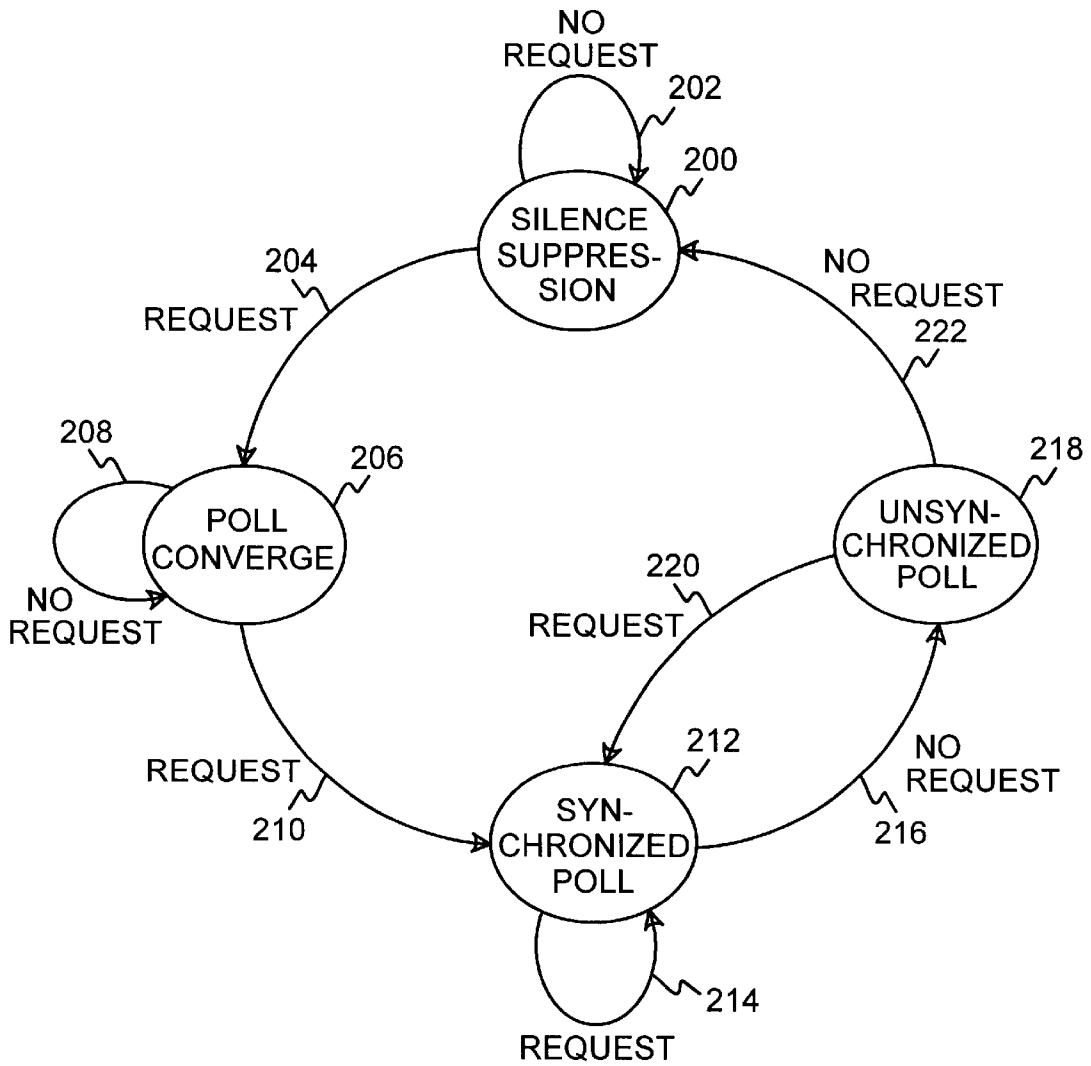 NO
REQUEST
202
200
SILENCE
SUPPRES-
SION
204
REQUEST
NO
REQUEST
222
208
206
POLL
CONVERGE
NO
REQUEST
218
UNSYN-
CHRONIZED
POLL
220
REQUEST
REQUEST
210
212
SYN-
CHRONIZED
POLL
NO
REQUEST
216
214
REQUEST